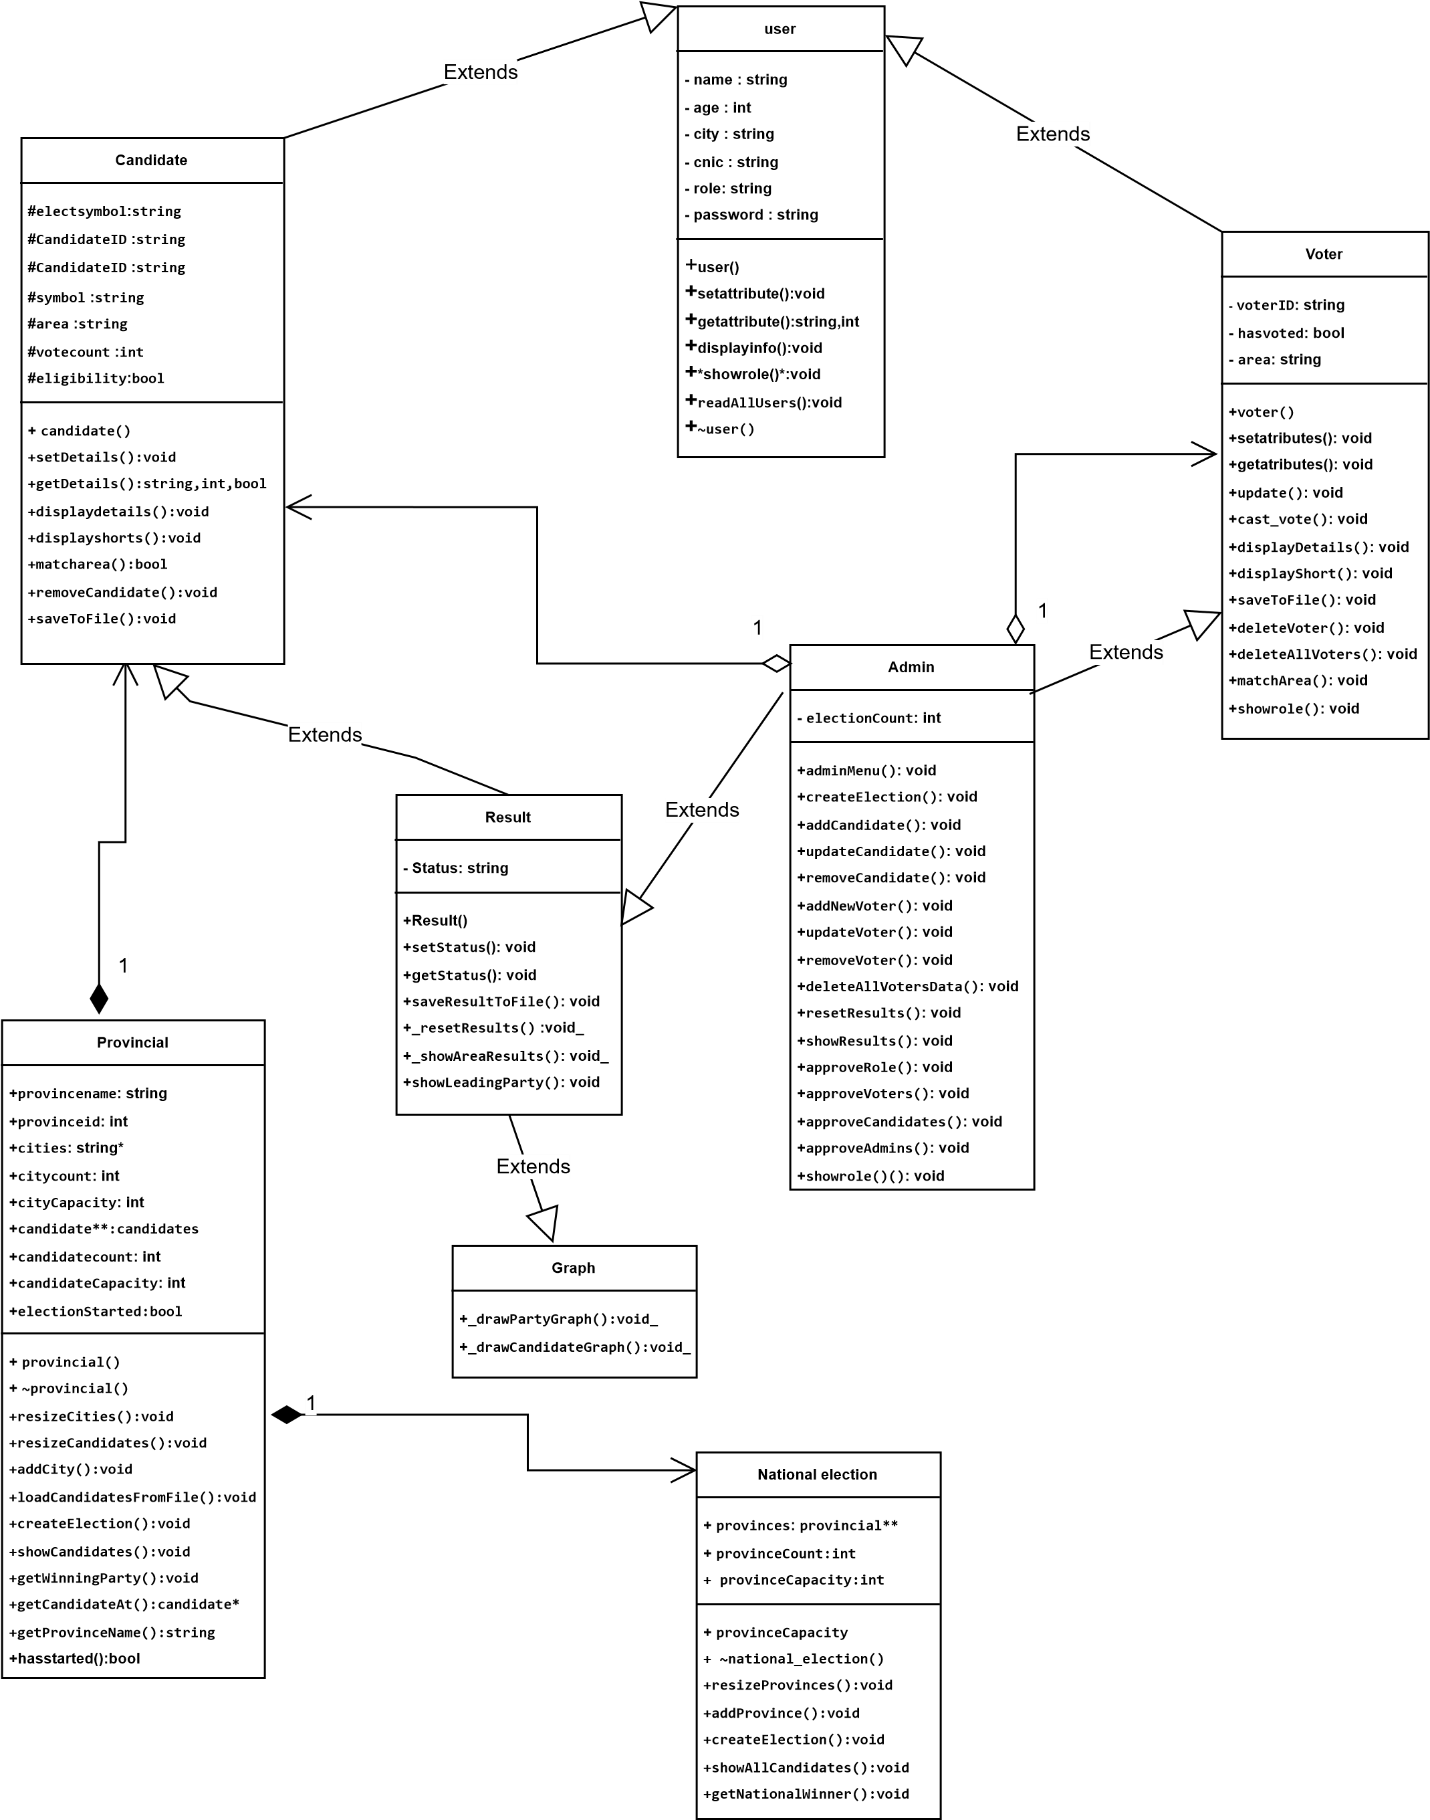 user
- name : string
- age : int
- city : string
- cnic : string
- role: string
- password : string
+user()
+setattribute():void
+getattribute():string,int
+displayinfo():void
+*showrole()*:void
+readAllUsers():void
+~user()
Extends
Extends
Candidate
#electsymbol:string
#CandidateID :string
#CandidateID :string
#symbol :string
#area :string
#votecount :int
#eligibility:bool
+ candidate()
+setDetails():void
+getDetails():string,int,bool
+displaydetails():void
+displayshorts():void
+matcharea():bool
+removeCandidate():void
+saveToFile():void
Voter
- voterID: string
- hasvoted: bool
- area: string
+voter()
+setatributes(): void
+getatributes(): void
+update(): void
+cast_vote(): void
+displayDetails(): void
+displayShort(): void
+saveToFile(): void
+deleteVoter(): void
+deleteAllVoters(): void
+matchArea(): void
+showrole(): void
1
1
Extends
Admin
- electionCount: int
+adminMenu(): void
+createElection(): void
+addCandidate(): void
+updateCandidate(): void
+removeCandidate(): void
+addNewVoter(): void
+updateVoter(): void
+removeVoter(): void
+deleteAllVotersData(): void
+resetResults(): void
+showResults(): void
+approveRole(): void
+approveVoters(): void
+approveCandidates(): void
+approveAdmins(): void
+showrole()(): void
Extends
Extends
Result
- Status: string
+Result()
+setStatus(): void
+getStatus(): void
+saveResultToFile(): void
+_resetResults() :void_
+_showAreaResults(): void_
+showLeadingParty(): void
1
Provincial
+provincename: string
+provinceid: int
+cities: string*
+citycount: int
+cityCapacity: int
+candidate**:candidates
+candidatecount: int
+candidateCapacity: int
+electionStarted:bool
+ provincial()
+ ~provincial()
+resizeCities():void
+resizeCandidates():void
+addCity():void
+loadCandidatesFromFile():void
+createElection():void
+showCandidates():void
+getWinningParty():void
+getCandidateAt():candidate*
+getProvinceName():string
+hasstarted():bool
Extends
Graph
+_drawPartyGraph():void_
+_drawCandidateGraph():void_
1
National election
+ provinces: provincial**
+ provinceCount:int
+ provinceCapacity:int
+ provinceCapacity
+ ~national_election()
+resizeProvinces():void
+addProvince():void
+createElection():void
+showAllCandidates():void
+getNationalWinner():void